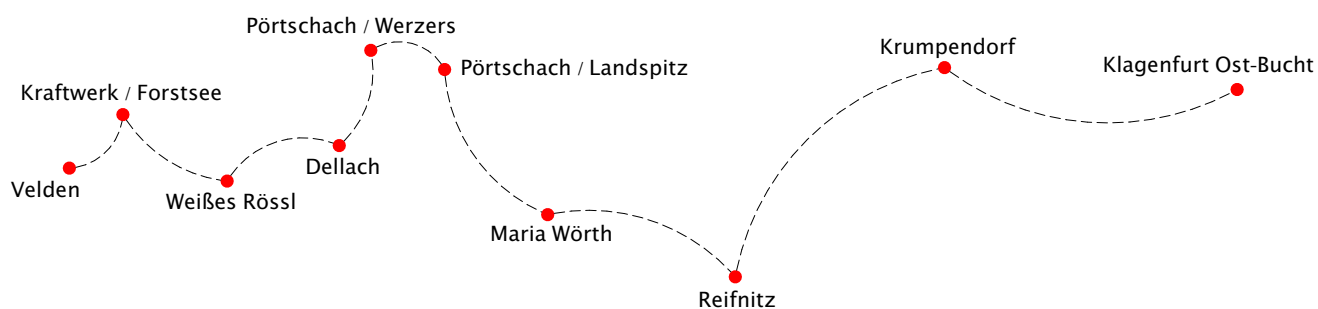 Pörtschach / Werzers
Krumpendorf
Pörtschach / Landspitz
Klagenfurt Ost-Bucht
Kraftwerk / Forstsee
Dellach
Velden
Weißes Rössl
Maria Wörth
Reifnitz